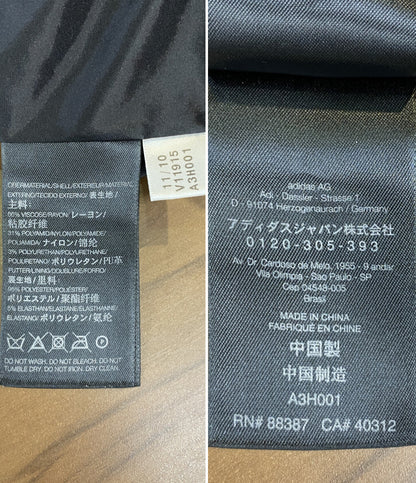 11/10
V11915
A3H001
OBERMATERIAL/SHELL/EXTERIEUR/MATERIAL
EXTERNO/TECIDO EXTERNO/表生地/
主料:
66% VISCOSE/RAYON レーヨン/
粘胶纤维
31% POLYAMID/NYLON/POLYAMIDE/
POLIAMIDA/ナイロン/锦纶
3% POLYURETHAN/POLYURETHANE/
POLIURETANO/ポリウレタン/PU革
FUTTER/LINING/DOUBLURE/FORRO/
裏生地/里料:
95% POLYESTER/POLIÉSTER/
ポリエステル/聚酯纤维
5% ELASTHAN/ELASTANE/ELASTHANNE/
ELASTANO/ポリウレタン/氨纶
DO NOT WASH. DO NOT BLEACH. DO NOT
TUMBLE DRY. DO NOT IRON. DO NOT
DRY CLEAN.
adidas AG
Adi - Dassler - Strasse 1
D - 91074 Herzogenaurach / Germany
アディダスジャパン株式会社
0120-305-393
Av. Dr. Cardoso de Melo, 1955 - 9 andar
Vila Olimpia - Sao Paulo - SP
Cep 04548-005
Brasil
MADE IN CHINA
FABRIQUÉ EN CHINE
中国製
中国制造
A3H001
RN# 88387 CA# 40312